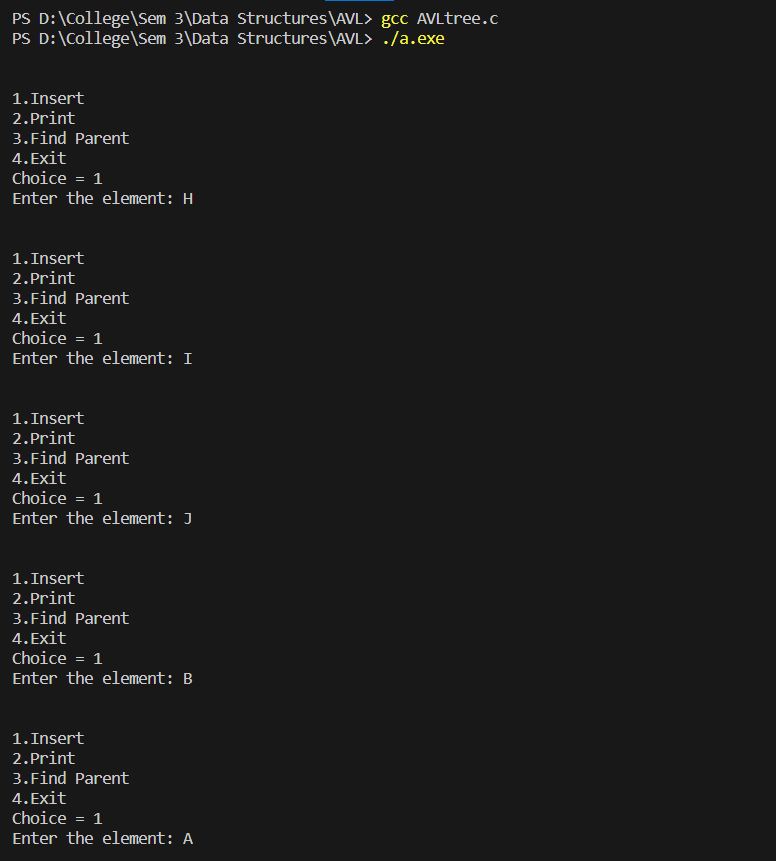 PS D:\College\Sem 3\Data Structures\AVL> gcc AVLtree.c
PS D:\College\Sem 3\Data Structures\AVL> ./a.exe
1.Insert
2.Print
3.Find Parent
4.Exit
Choice = 1
Enter the element: H
1.Insert
2.Print
3.Find Parent
4.Exit
Choice = 1
Enter the element: I
1.Insert
2.Print
3.Find Parent
4.Exit
Choice = 1
Enter the element: J
1.Insert
2.Print
3.Find Parent
4.Exit
Choice = 1
Enter the element: B
1.Insert
2.Print
3.Find Parent
4.Exit
Choice = 1
Enter the element: A